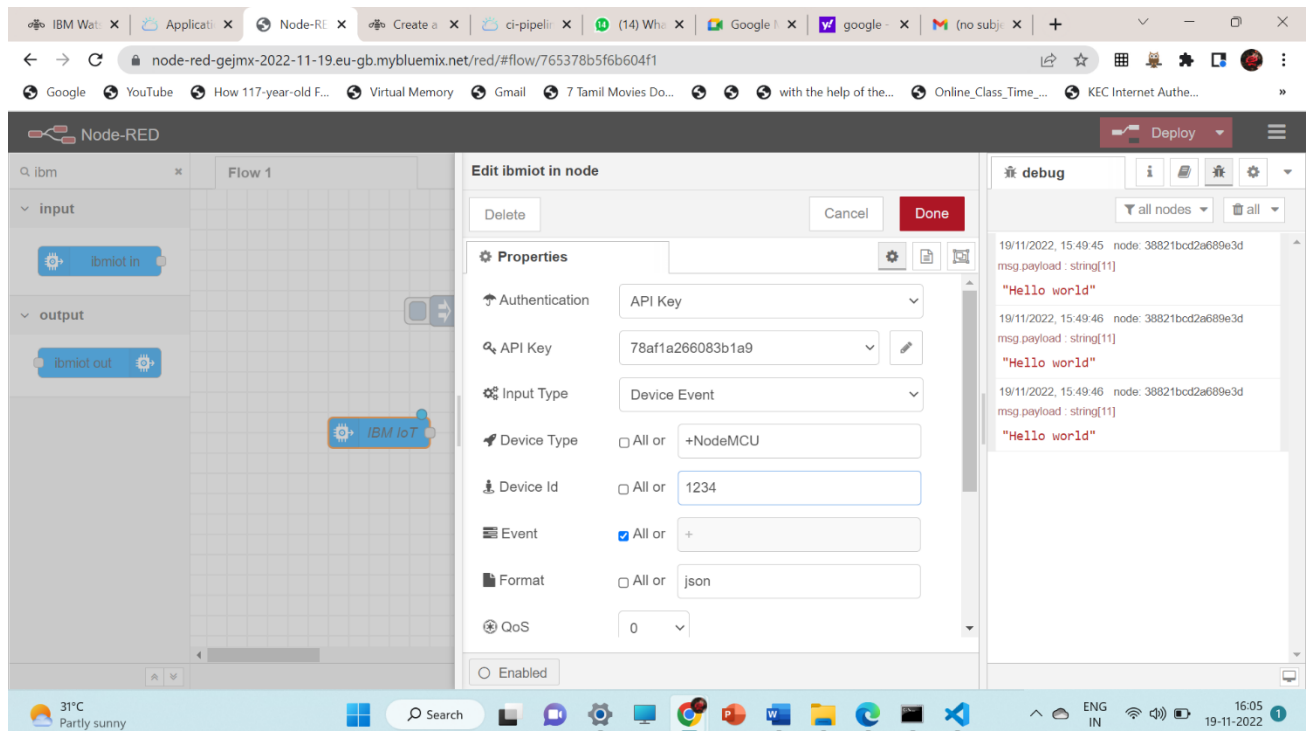 IBM Wat: Applicati Node-RE Create a ci-pipelin (14) Wha Google M google - (no subje
node-red-gejmx-2022-11-19.eu-gb.mybluemix.net/red/#flow/765378b5f6b604f1
Google YouTube How 117-year-old F... Virtual Memory Gmail 7 Tamil Movies Do... with the help of the... Online_Class_Time_... KEC Internet Authe... »
Node-RED Deploy
ibm Flow 1 Edit ibmiot in node debug i
input Delete Cancel Done all nodes all
ibmiot in Properties
output
ibmiot out
IBM IoT
Authentication API Key
API Key 78af1a266083b1a9
Input Type Device Event
Device Type All or +NodeMCU
Device Id All or 1234
Event All or +
Format All or json
QoS 0
Enabled
19/11/2022, 15:49:45 node: 38821bcd2a689e3d
msg.payload : string[11]
"Hello world"
19/11/2022, 15:49:46 node: 38821bcd2a689e3d
msg.payload : string[11]
"Hello world"
19/11/2022, 15:49:46 node: 38821bcd2a689e3d
msg.payload : string[11]
"Hello world"
31°C
Partly sunny
Search
ENG
IN
16:05
19-11-2022
1